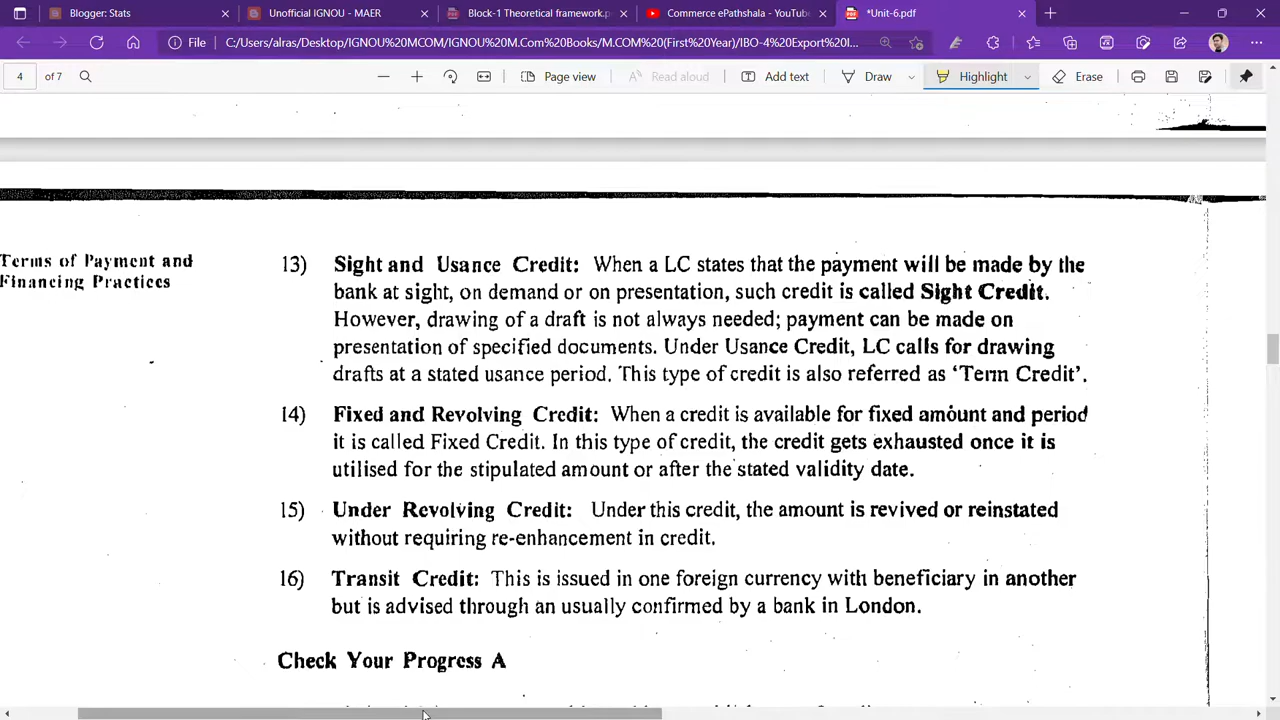 Blogger: Stats
Unofficial IGNOU - MAER
Block-1 Theoretical framework.p
Commerce ePathshala - YouTub
*Unit-6.pdf
File
C:/Users/alras/Desktop/IGNOU%20MCOM/IGNOU%20M.Com%20Books/M.COM%20(First%20Year)/IBO-4%20Export%20I...
4 of 7
Page view
Read aloud
Add text
Draw
Highlight
Erase
Terms of Payment and
Financing Practices
13) Sight and Usance Credit: When a LC states that the payment will be made by the
bank at sight, on demand or on presentation, such credit is called Sight Credit.
However, drawing of a draft is not always needed; payment can be made on
presentation of specified documents. Under Usance Credit, LC calls for drawing
drafts at a stated usance period. This type of credit is also referred as 'Term Credit'.
14) Fixed and Revolving Credit: When a credit is available for fixed amount and period
it is called Fixed Credit. In this type of credit, the credit gets exhausted once it is
utilised for the stipulated amount or after the stated validity date.
15) Under Revolving Credit: Under this credit, the amount is revived or reinstated
without requiring re-enhancement in credit.
16) Transit Credit: This is issued in one foreign currency with beneficiary in another
but is advised through an usually confirmed by a bank in London.
Check Your Progress A